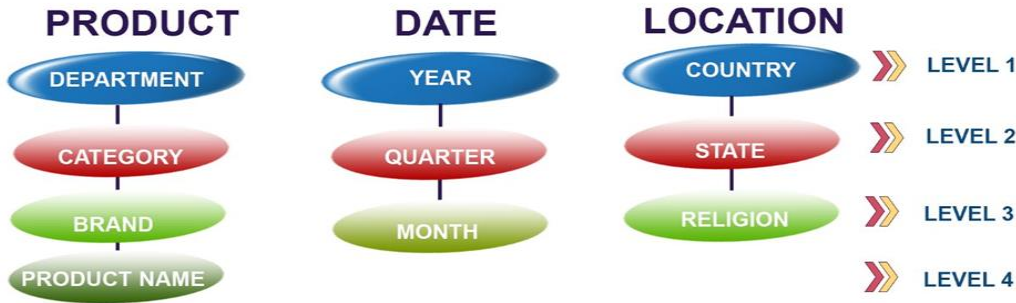 PRODUCT DATE LOCATION
DEPARTMENT YEAR COUNTRY LEVEL 1
CATEGORY QUARTER STATE LEVEL 2
BRAND MONTH RELIGION LEVEL 3
PRODUCT NAME LEVEL 4